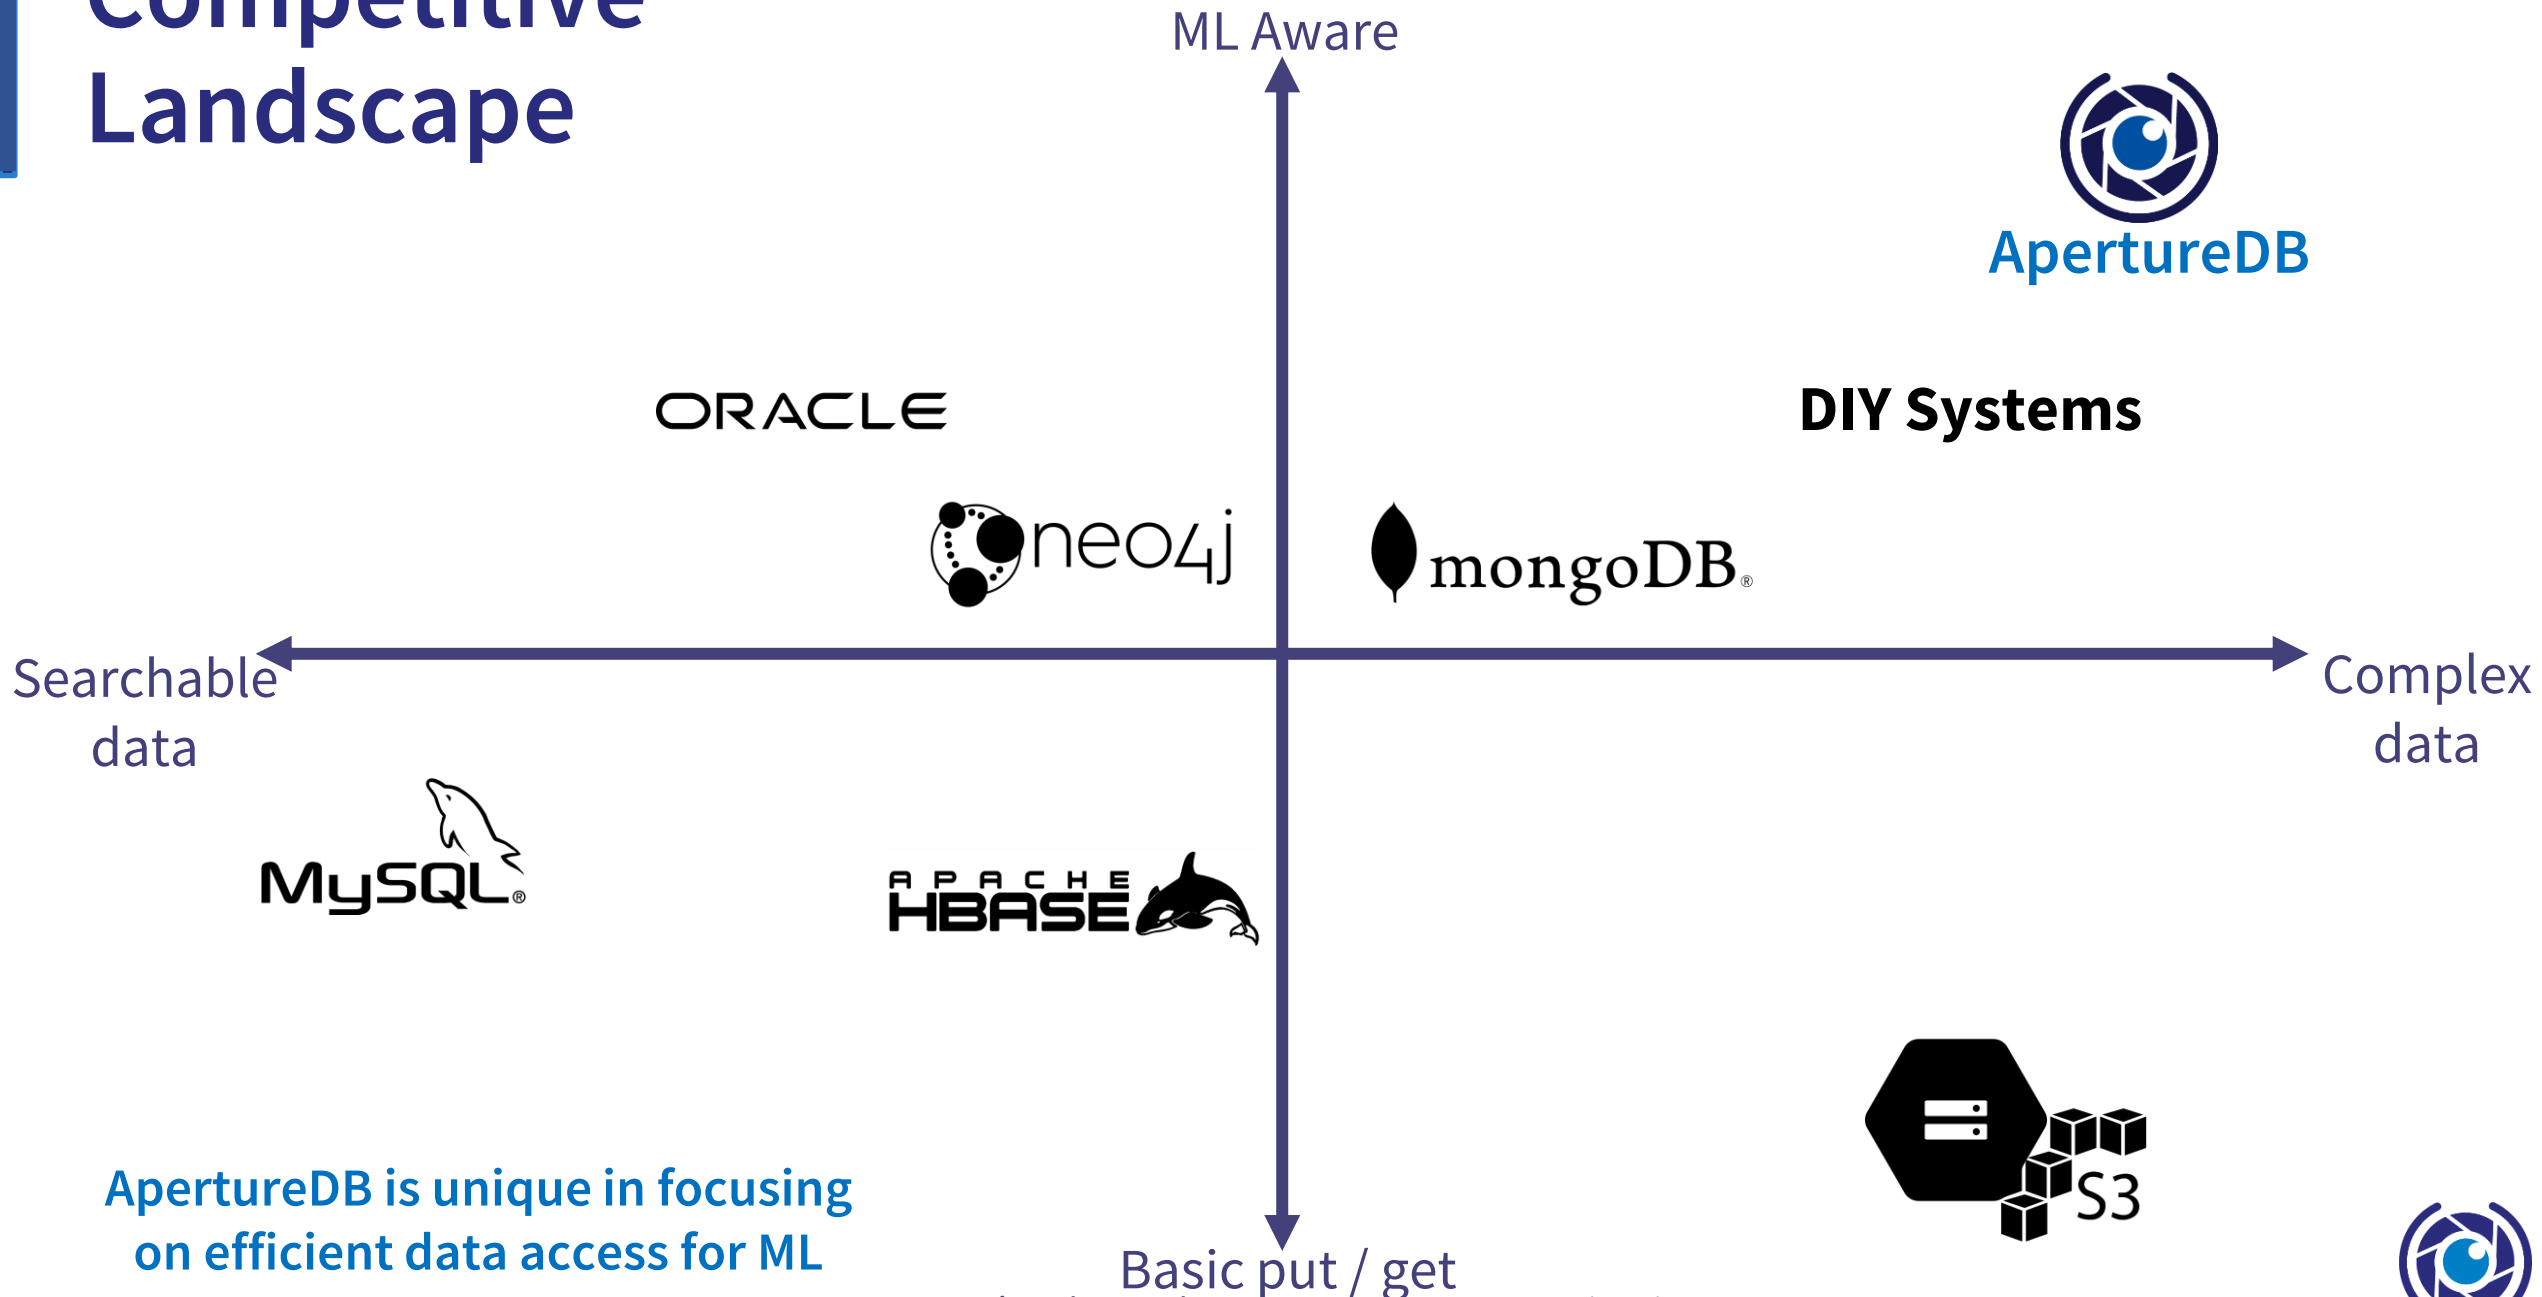 Competitive
Landscape
ML Aware
ApertureDB
ORACLE
DIY Systems
neo4j
mongoDB®
Searchable
data
Complex
data
MySQL®
APACHE
HBASE
S3
ApertureDB is unique in focusing
on efficient data access for ML
Basic put / get